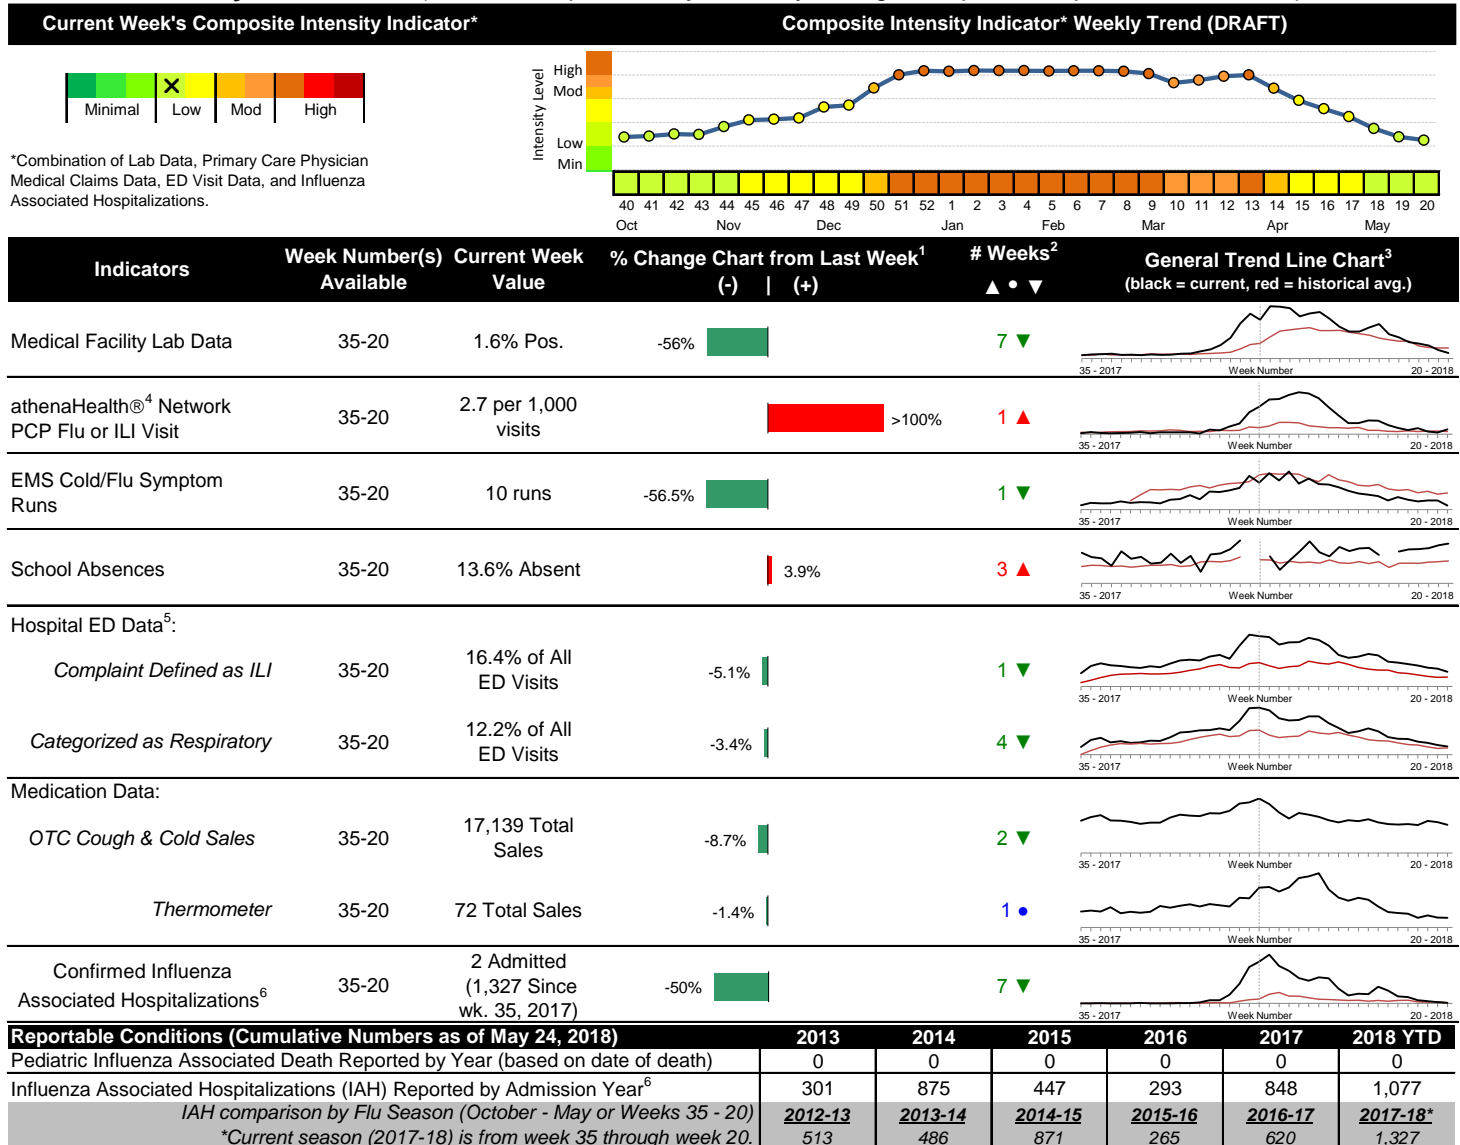 Current Week's Composite Intensity Indicator*
Composite Intensity Indicator* Weekly Trend (DRAFT)
Minimal Low Mod High
*Combination of Lab Data, Primary Care Physician
Medical Claims Data, ED Visit Data, and Influenza
Associated Hospitalizations.
Intensity Level
High
Mod
Low
Min
40 41 42 43 44 45 46 47 48 49 50 51 52 1 2 3 4 5 6 7 8 9 10 11 12 13 14 15 16 17 18 19 20
Oct Nov Dec Jan Feb Mar Apr May
Indicators
Week Number(s)
Available
Current Week
Value
% Change Chart from Last Week1
(-) | (+)
# Weeks2
▲ ● ▼
General Trend Line Chart3
(black = current, red = historical avg.)
Medical Facility Lab Data 35-20 1.6% Pos. -56% 7 ▼
35 - 2017 Week Number 20 - 2018
athenaHealth®4 Network
PCP Flu or ILI Visit
35-20
2.7 per 1,000
visits
>100% 1 ▲
35 - 2017 Week Number 20 - 2018
EMS Cold/Flu Symptom
Runs
35-20 10 runs -56.5% 1 ▼
35 - 2017 Week Number 20 - 2018
School Absences 35-20 13.6% Absent 3.9% 3 ▲
35 - 2017 Week Number 20 - 2018
Hospital ED Data5:
Complaint Defined as ILI 35-20
16.4% of All
ED Visits
-5.1% 1 ▼
35 - 2017 Week Number 20 - 2018
Categorized as Respiratory 35-20
12.2% of All
ED Visits
-3.4% 4 ▼
35 - 2017 Week Number 20 - 2018
Medication Data:
OTC Cough & Cold Sales 35-20
17,139 Total
Sales
-8.7% 2 ▼
35 - 2017 Week Number 20 - 2018
Thermometer 35-20 72 Total Sales -1.4% 1 ●
35 - 2017 Week Number 20 - 2018
Confirmed Influenza
Associated Hospitalizations6
35-20
2 Admitted
(1,327 Since
wk. 35, 2017)
-50% 7 ▼
35 - 2017 Week Number 20 - 2018
Reportable Conditions (Cumulative Numbers as of May 24, 2018) 2013 2014 2015 2016 2017 2018 YTD
Pediatric Influenza Associated Death Reported by Year (based on date of death) 0 0 0 0 0 0
Influenza Associated Hospitalizations (IAH) Reported by Admission Year6 301 875 447 293 848 1,077
IAH comparison by Flu Season (October - May or Weeks 35 - 20) 2012-13 2013-14 2014-15 2015-16 2016-17 2017-18*
*Current season (2017-18) is from week 35 through week 20. 513 486 871 265 620 1,327